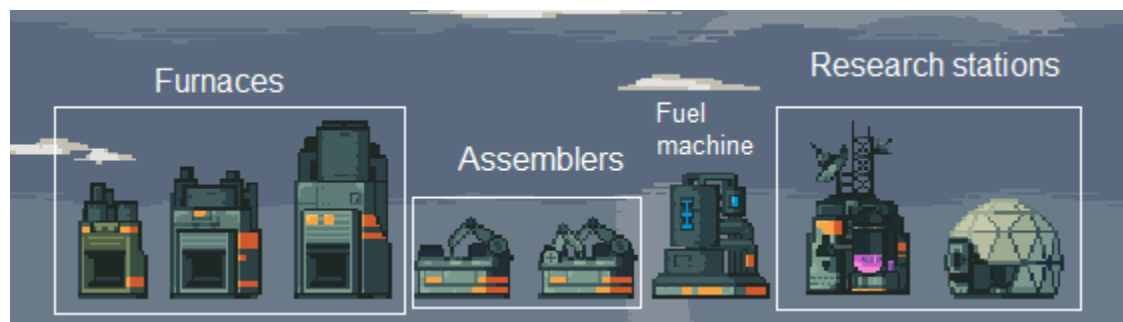 Furnaces
Assemblers
Fuel
machine
Research stations